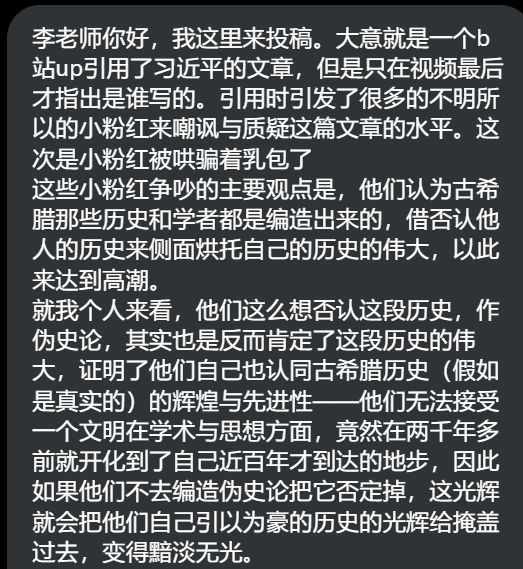 李老师你好，我这里来投稿。大意就是一个b
站up引用了习近平的文章，但是只在视频最后
才指出是谁写的。引用时引发了很多的不明所
以的小粉红来嘲讽与质疑这篇文章的水平。这
次是小粉红被哄骗着乳包了
这些小粉红争吵的主要观点是，他们认为古希
腊那些历史和学者都是编造出来的，借否认他
人的历史来侧面烘托自己的历史的伟大，以此
来达到高潮。
就我个人来看，他们这么想否认这段历史，作
伪史论，其实也是反而肯定了这段历史的伟
大，证明了他们自己也认同古希腊历史（假如
是真实的）的辉煌与先进性——他们无法接受
一个文明在学术与思想方面，竟然在两千年多
前就开化到了自己近百年才到达的地步，因此
如果他们不去编造伪史论把它否定掉，这光辉
就会把他们自己引以为豪的历史的光辉给掩盖
过去，变得黯淡无光。